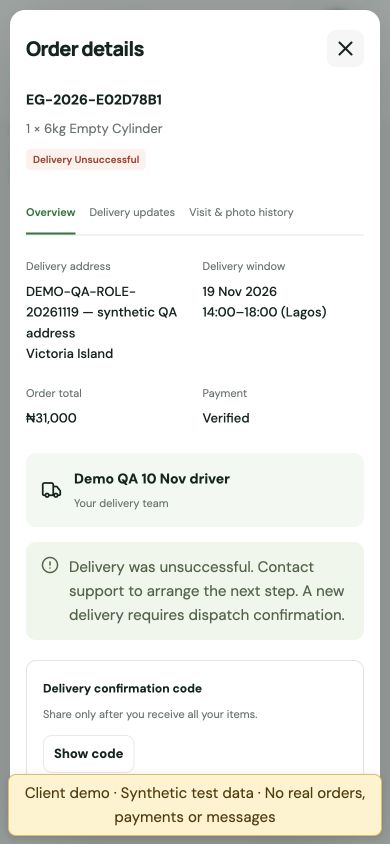 Order details
EG-2026-E02D78B1
1 × 6kg Empty Cylinder
Delivery Unsuccessful
Overview
Delivery updates
Visit & photo history
Delivery address
DEMO-QA-ROLE-
20261119 — synthetic QA
address
Victoria Island
Delivery window
19 Nov 2026
14:00–18:00 (Lagos)
Order total
₦31,000
Payment
Verified
Demo QA 10 Nov driver
Your delivery team
Delivery was unsuccessful. Contact
support to arrange the next step. A new
delivery requires dispatch confirmation.
Delivery confirmation code
Share only after you receive all your items.
Show code
Client demo · Synthetic test data · No real orders,
payments or messages